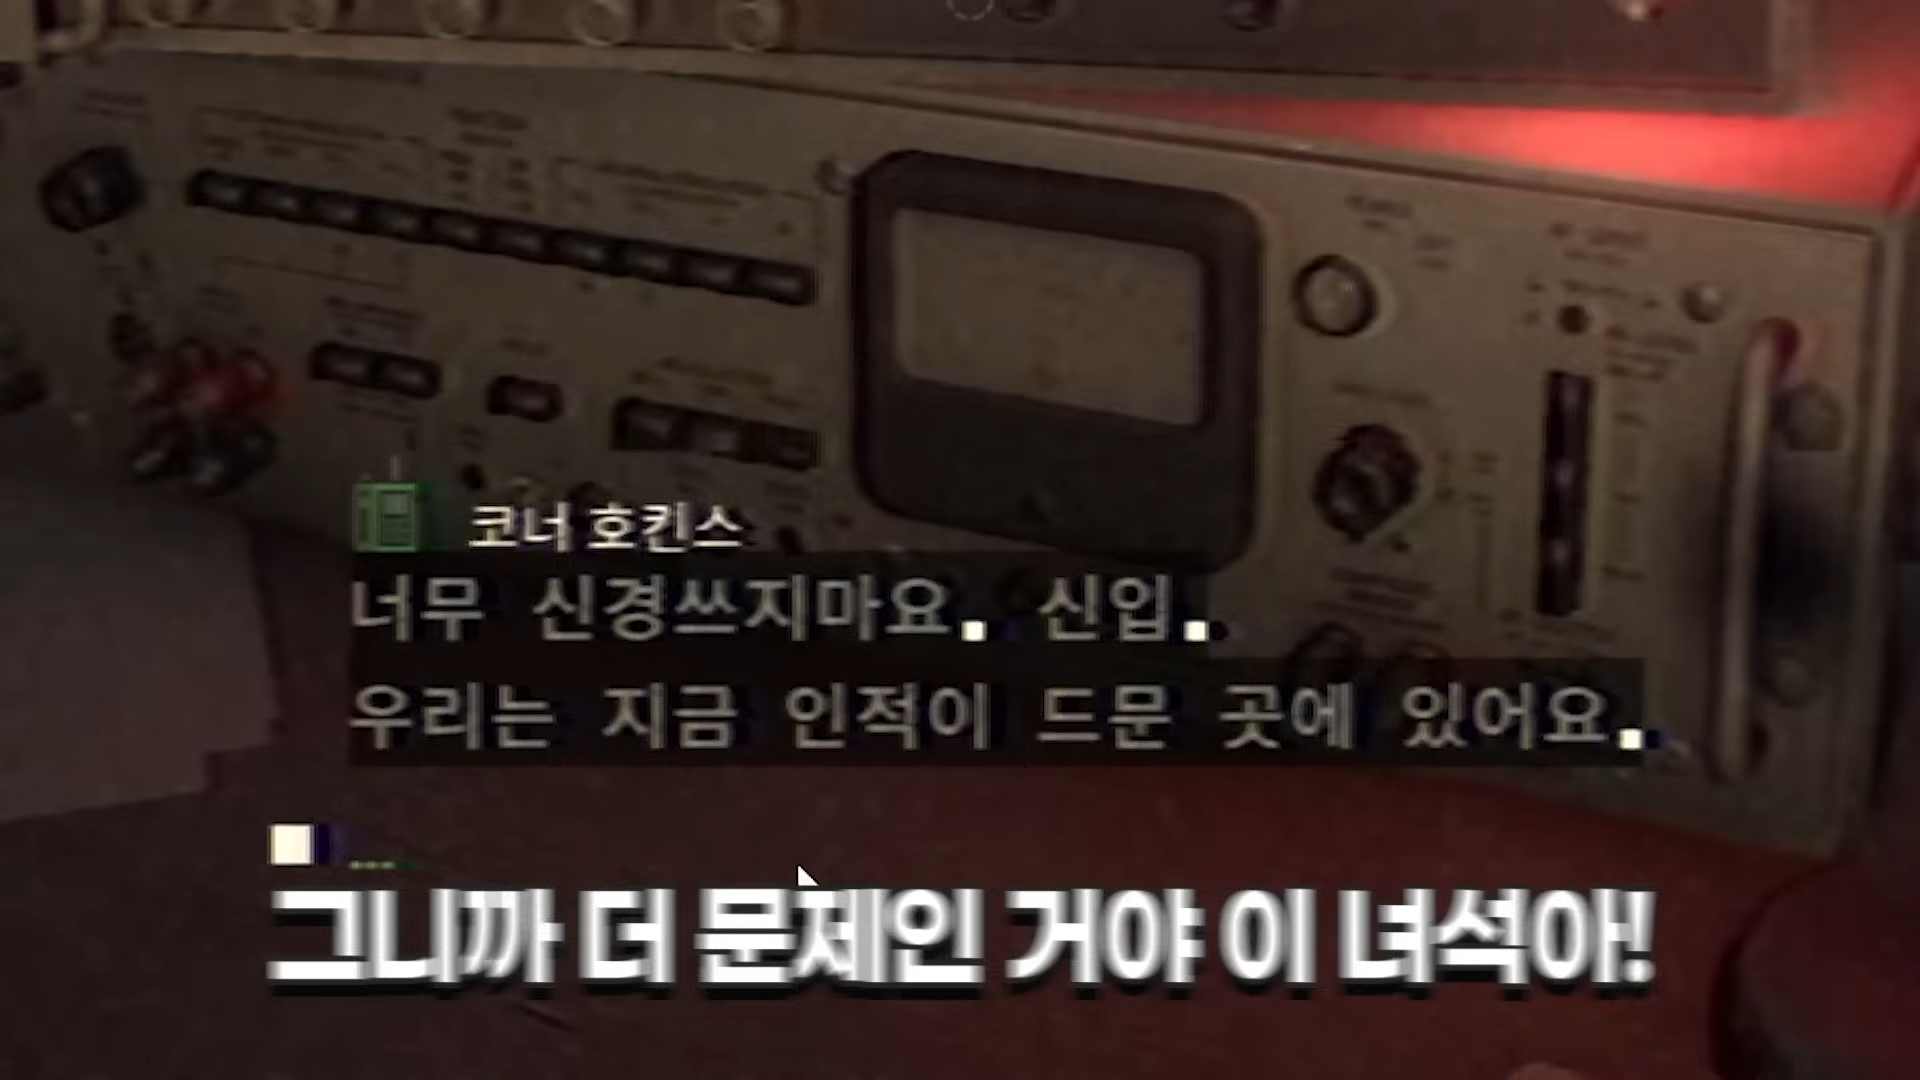 코너 호킨스
너무 신경쓰지마요. 신입.
우리는 지금 인적이 드문 곳에 있어요.
그니까 더 문제인 거야 이 녀석아!